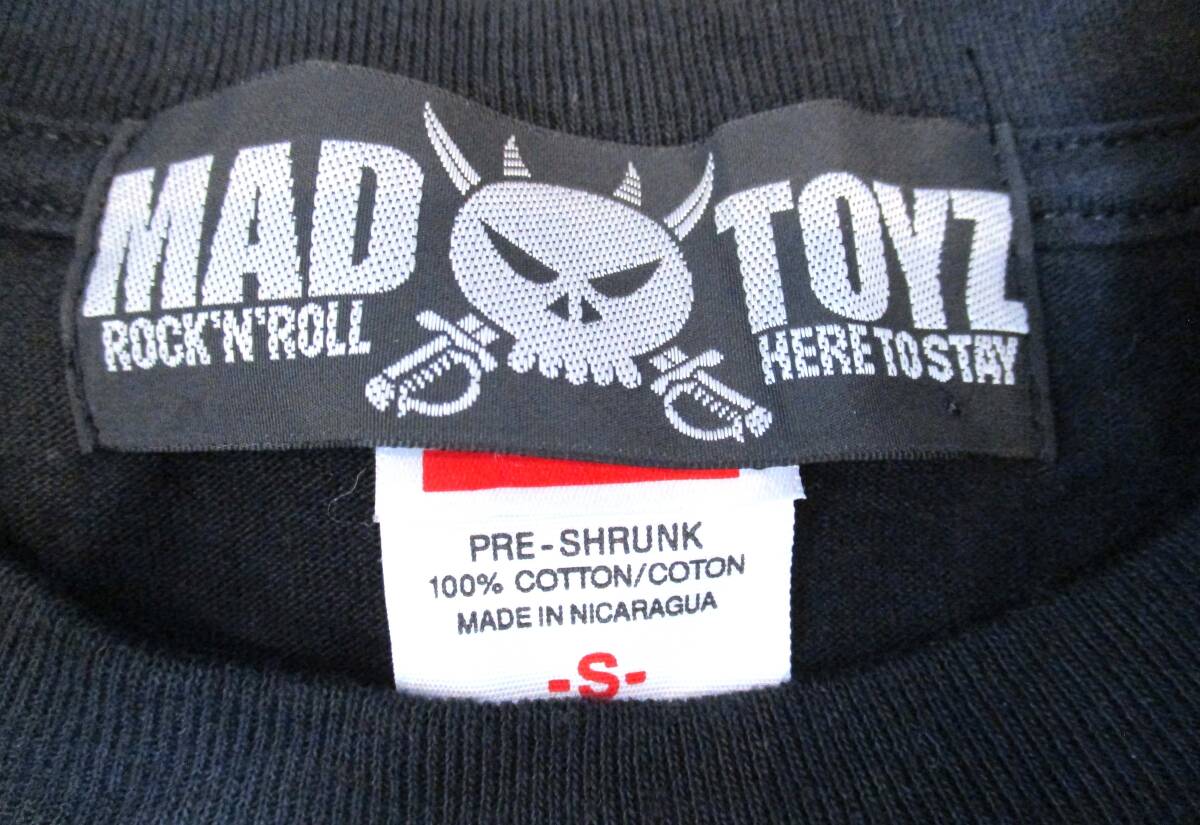 MAD TOYZ
ROCK'N'ROLL HERE TO STAY
PRE-SHRUNK
100% COTTON/COTON
MADE IN NICARAGUA
-S-